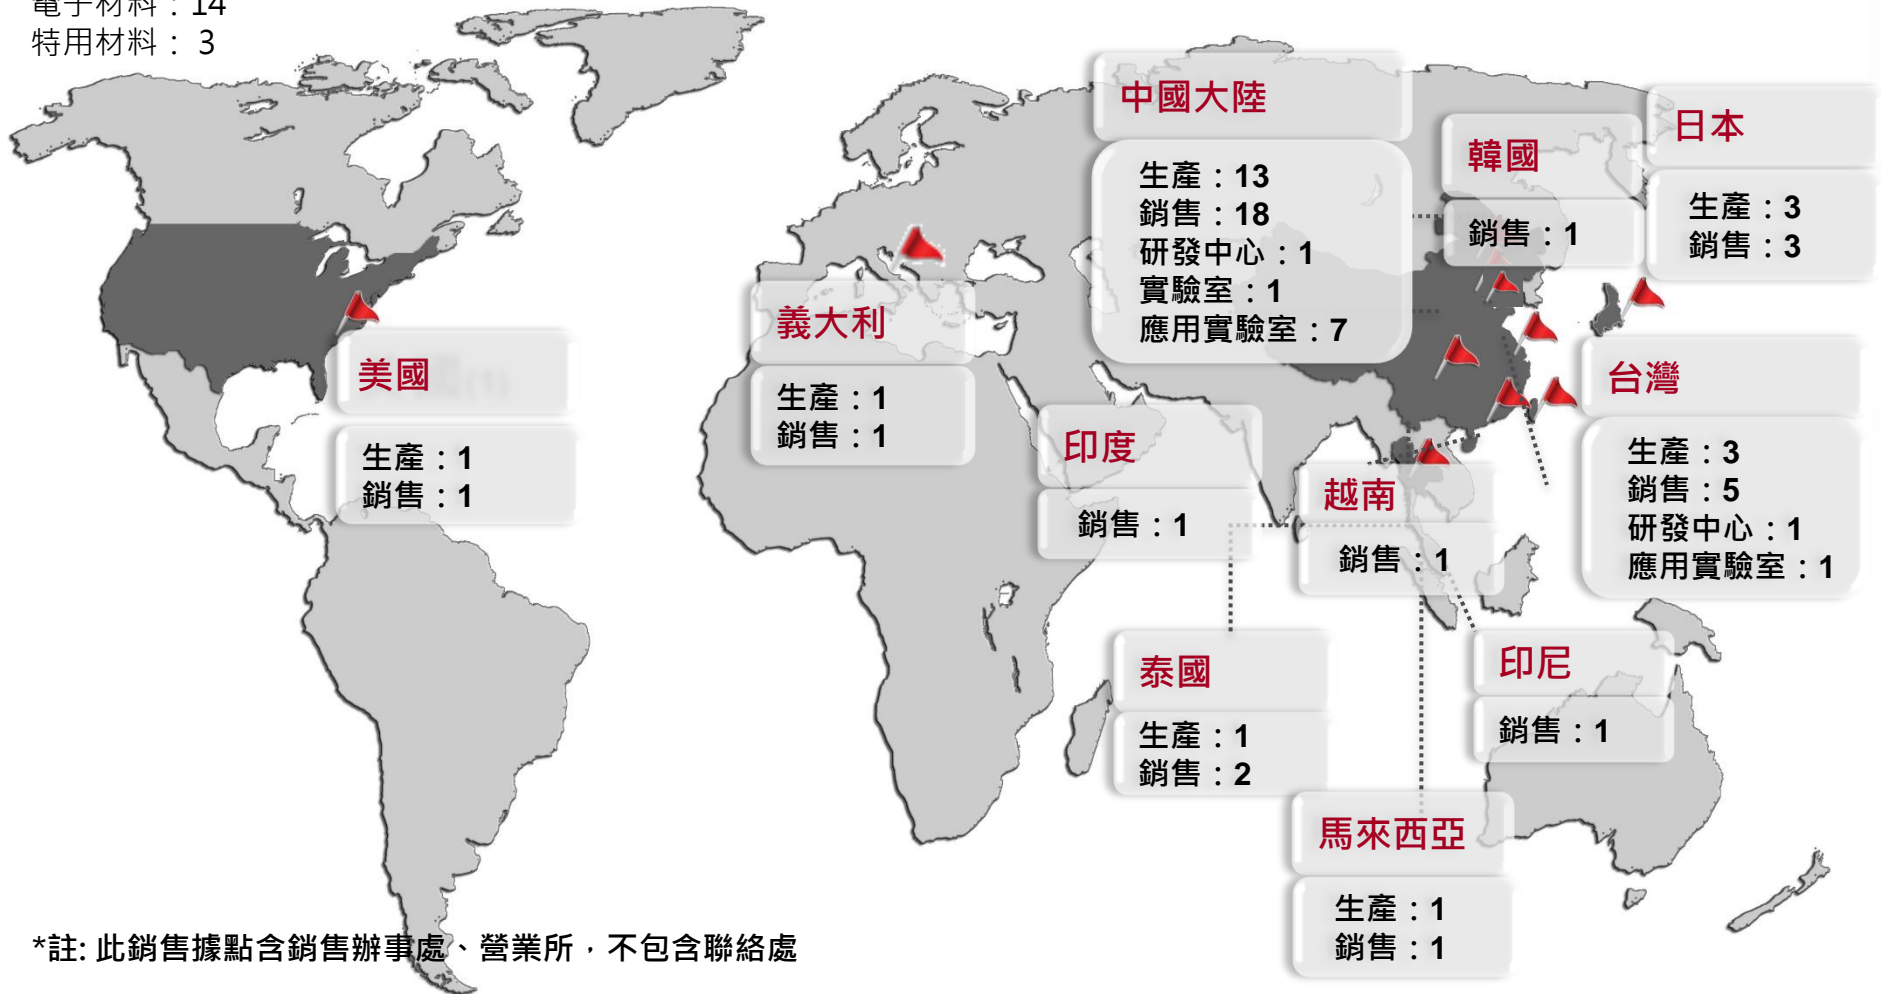 電子材料：14
特用材料： 3
中國大陸
生產：13
銷售：18
研發中心：1
實驗室：1
應用實驗室：7
韓國
銷售：1
日本
生產：3
銷售：3
美國
生產：1
銷售：1
義大利
生產：1
銷售：1
印度
銷售：1
越南
銷售：1
台灣
生產：3
銷售：5
研發中心：1
應用實驗室：1
泰國
生產：1
銷售：2
印尼
銷售：1
馬來西亞
生產：1
銷售：1
*註: 此銷售據點含銷售辦事處、營業所，不包含聯絡處